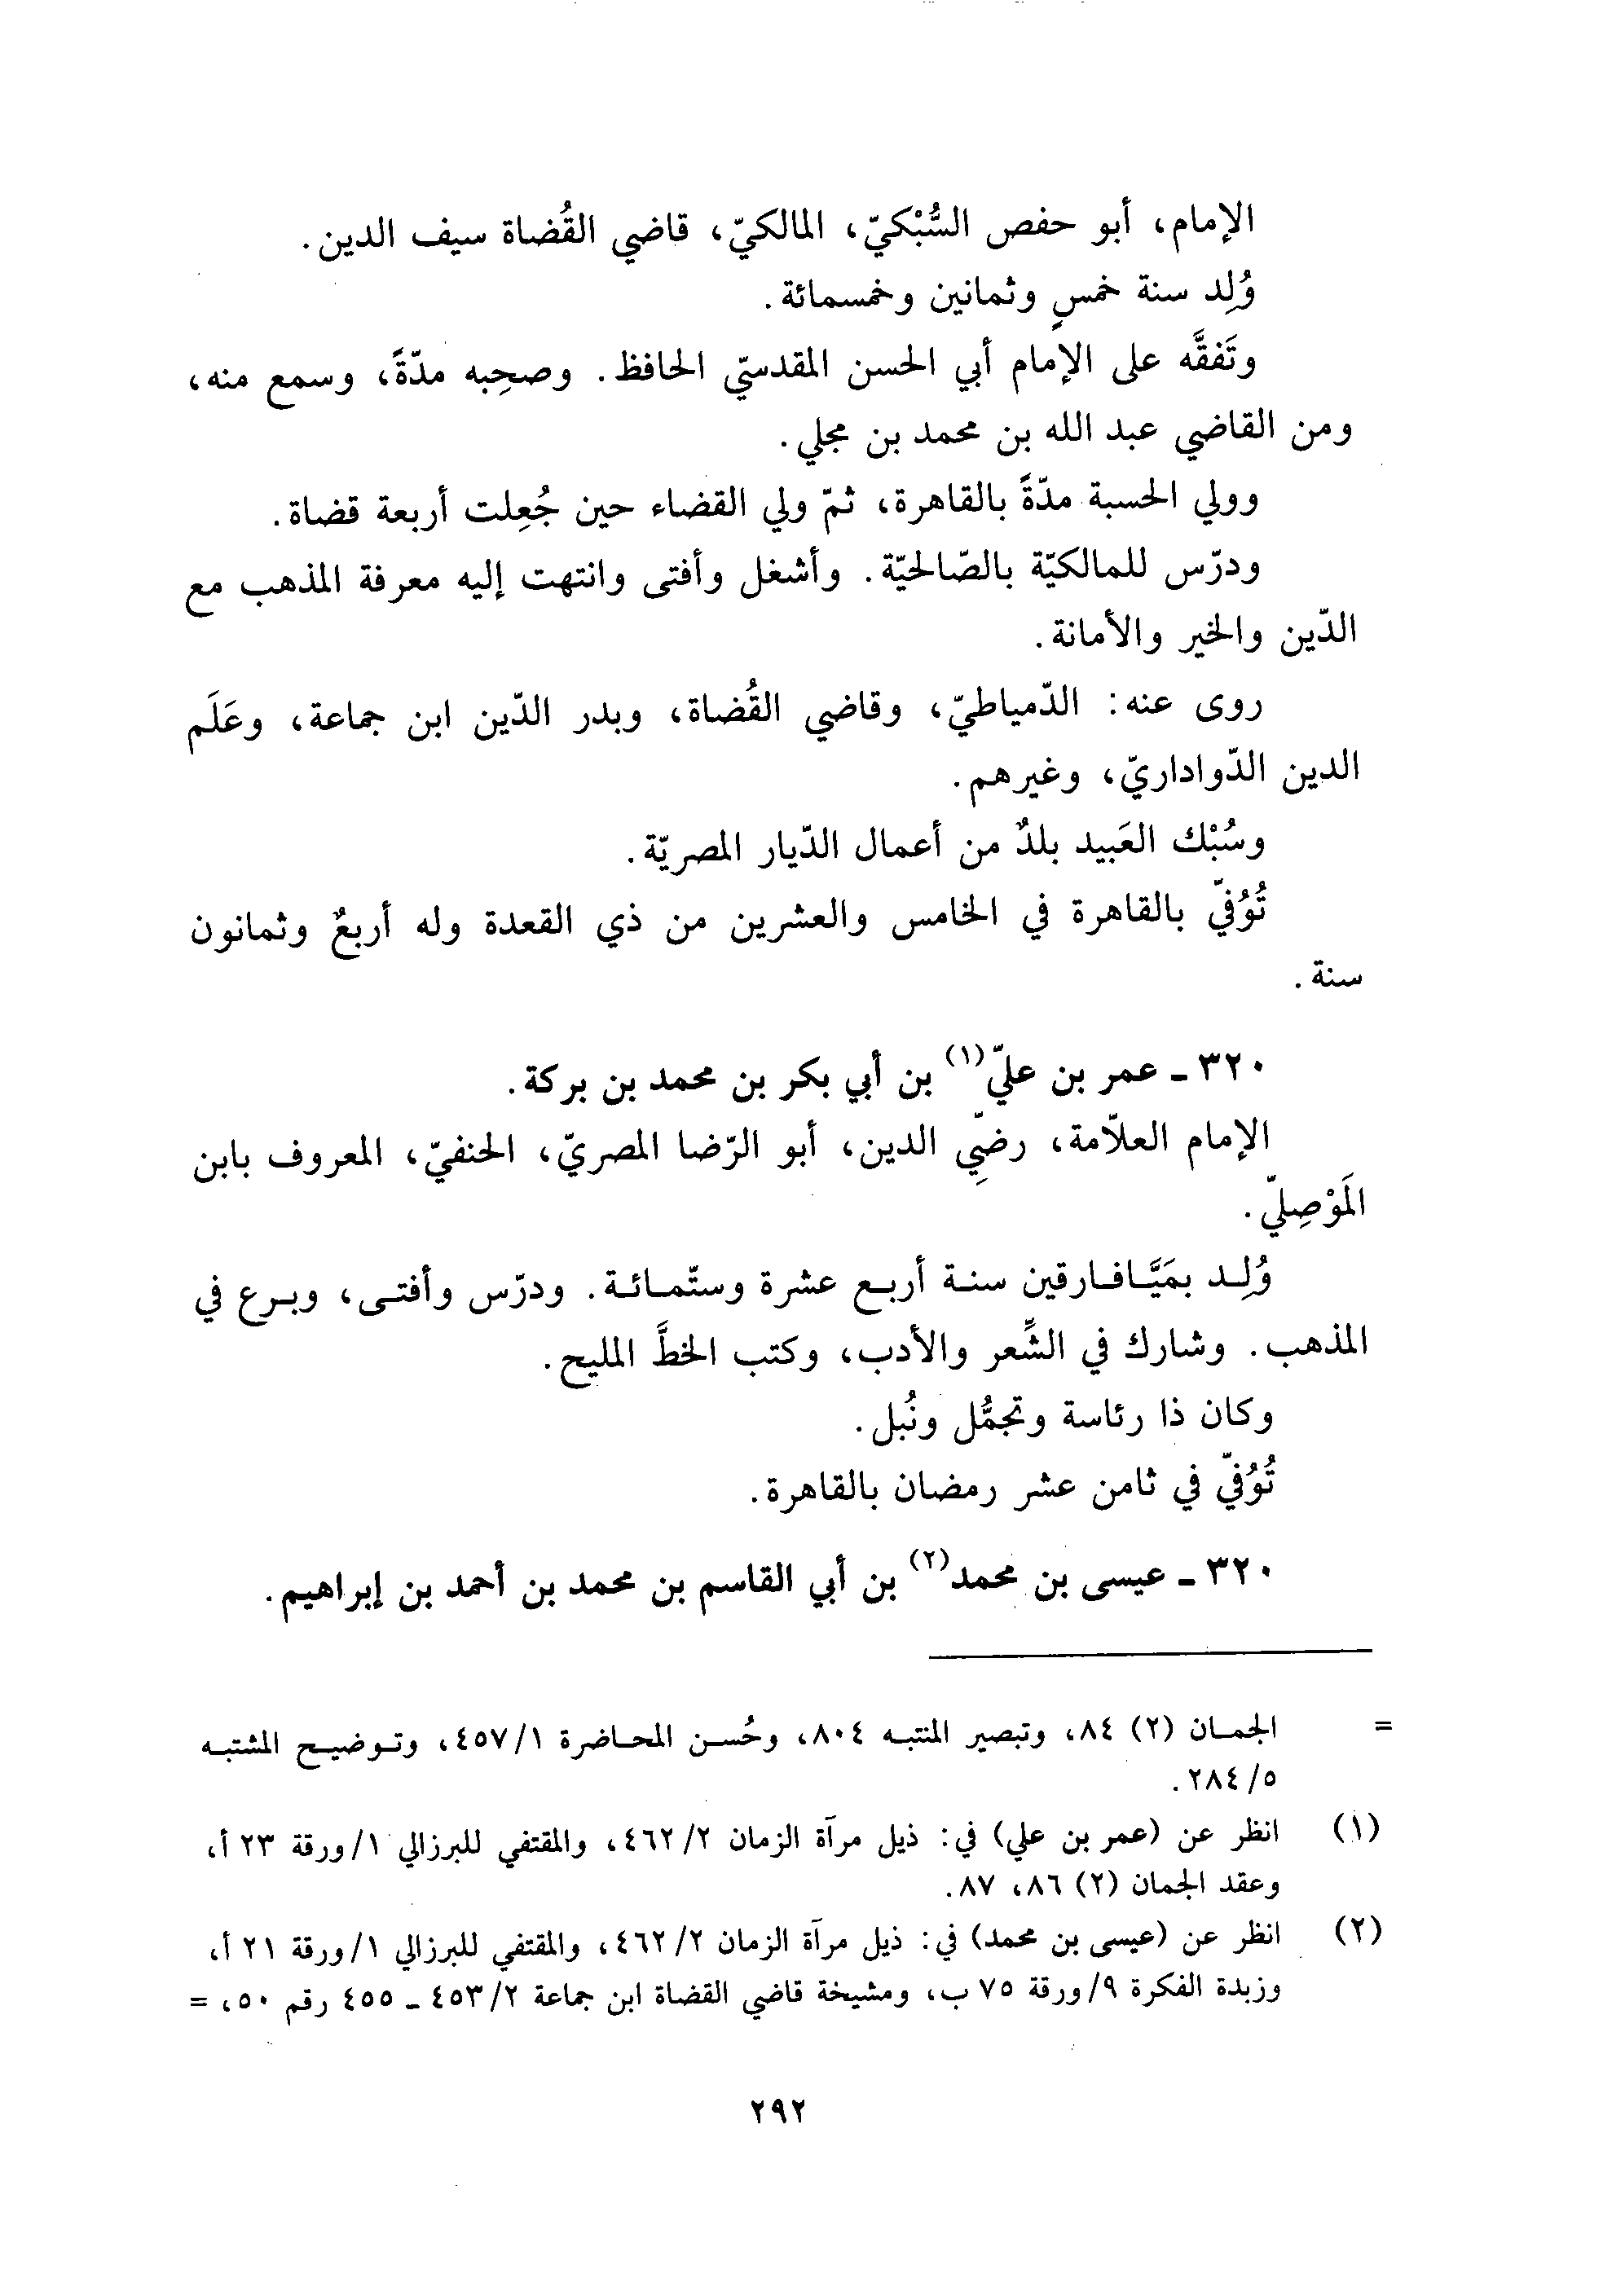 الإمام، أبو حفص السُّبْكيّ، المالكيّ، قاضي القُضاة سيف الدين.
وُلِد سنة خمسٍ وثمانين وخمسمائة.
وتَفقَّه على الإمام أبي الحسن المقدسيّ الحافظ. وصحِبه مدّةً، وسمع منه،
ومن القاضي عبد الله بن محمد بن مجلي.
وولي الحسبة مدّةً بالقاهرة، ثمّ ولي القضاء حين جُعِلت أربعة قضاة.
ودرّس للمالكيّة بالصّالحيّة. وأشغل وأفتى وانتهت إليه معرفة المذهب مع
الدّين والخير والأمانة.
روى عنه: الدّمياطيّ، وقاضي القُضاة، وبدر الدّين ابن جماعة، وعَلَم
الدين الدّواداريّ، وغيرهم.
وسُبْك العَبيد بلدٌ من أعمال الدّيار المصريّة.
تُوُفيّ بالقاهرة في الخامس والعشرين من ذي القعدة وله أربعٌ وثمانون
سنة.
٣٢٠ ـ عمر بن عليّ(١) بن أبي بكر بن محمد بن بركة.
الإمام العلاّمة، رضيِّ الدين، أبو الرّضا المصريّ، الحنفيّ، المعروف بابن
المَوْصِليّ.
وُلِد بمَيَّافارقين سنة أربع عشرة وستّمائة. ودرّس وأفتى، وبرع في
المذهب. وشارك في الشِّعر والأدب، وكتب الخطَّ المليح.
وكان ذا رئاسة وتجمُّل ونُبل.
تُوُفيّ في ثامن عشر رمضان بالقاهرة.
٣٢٠ ـ عيسى بن محمد(٢) بن أبي القاسم بن محمد بن أحمد بن إبراهيم.
= الجمان (٢) ٨٤، وتبصير المنتبه ٨٠٤، وحُسن المحاضرة ٤٥٧/١، وتوضيح المشتبه
٢٨٤/٥.
(١) انظر عن (عمر بن علي) في: ذيل مرآة الزمان ٤٦٢/٢، والمقتفي للبرزالي ١/ورقة ٢٣ أ،
وعقد الجمان (٢) ٨٦، ٨٧.
(٢) انظر عن (عيسى بن محمد) في: ذيل مرآة الزمان ٤٦٢/٢، والمقتفي للبرزالي ١/ورقة ٢١ أ،
وزبدة الفكرة ٩/ورقة ٧٥ ب، ومشيخة قاضي القضاة ابن جماعة ٤٥٣/٢ ـ ٤٥٥ رقم ٥٠، =
٢٩٢